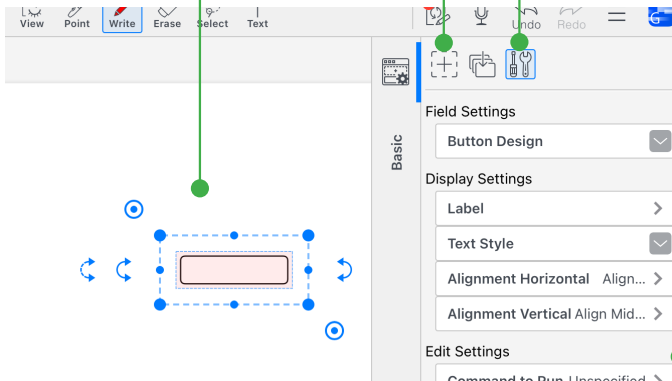 View Point Write Erase Select Text Undo Redo
G
Field Settings
Button Design
Basic
Display Settings
Label
Text Style
Alignment Horizontal Align...
Alignment Vertical Align Mid...
Edit Settings
Command to Run Unspecified